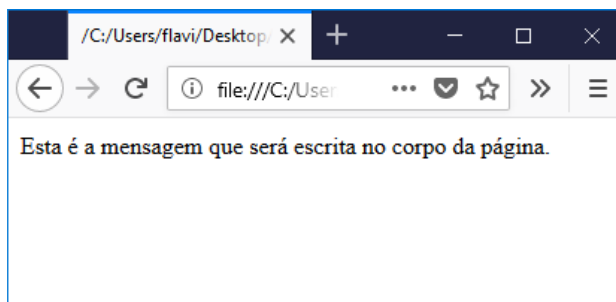 /C:/Users/flavi/Desktop/
file:///C:/User
Esta é a mensagem que será escrita no corpo da página.